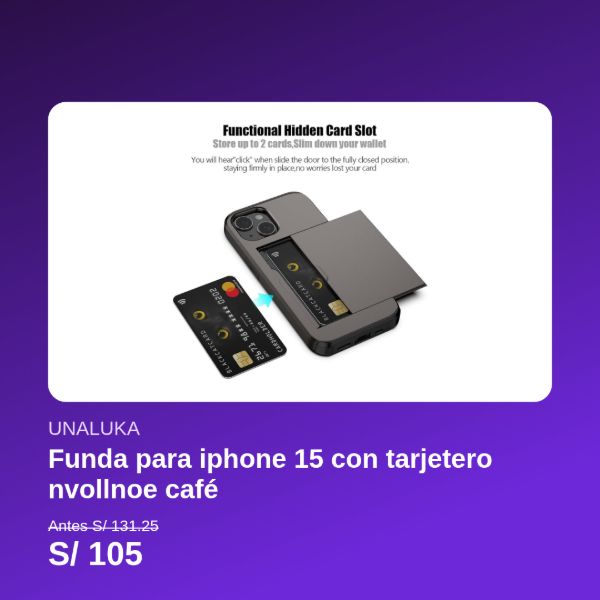 Functional Hidden Card Slot
Store up to 2 cards,Slim down your wallet
You will hear"click" when slide the door to the fully closed position,
staying firmly in place,no worries lost your card
BLACKCATCARD
BLACKCATCARD
UNALUKA
Funda para iphone 15 con tarjetero
nvollnoe café
Antes S/ 131.25
S/ 105